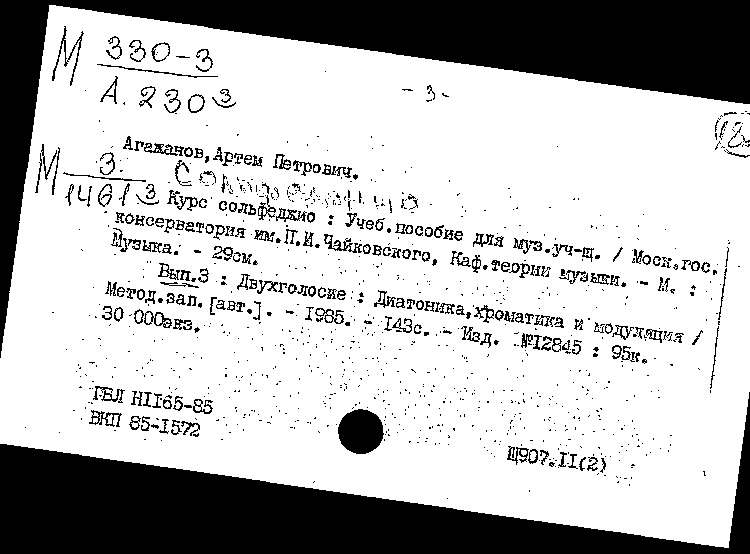 М 330-3
А. 230 3
- 3 -
Агажанов, Артем Петрович.
М 3.
1461 3
Курс сольфеджио : Учеб.пособие для муз.уч-щ. / Моск.гос.
консерватория им.П.И.Чайковского, Каф.теории музыки. - М. :
Музыка. - 29см.
Вып.3 : Двухголосие : Диатоника, хроматика и модуляция /
Метод.зап. [авт.]. - 1985. - 143с. - Изд. №12845 : 95к.
30 000экз.
ГБЛ НII65-85
ВКП 85-1572
Щ907.II(2)